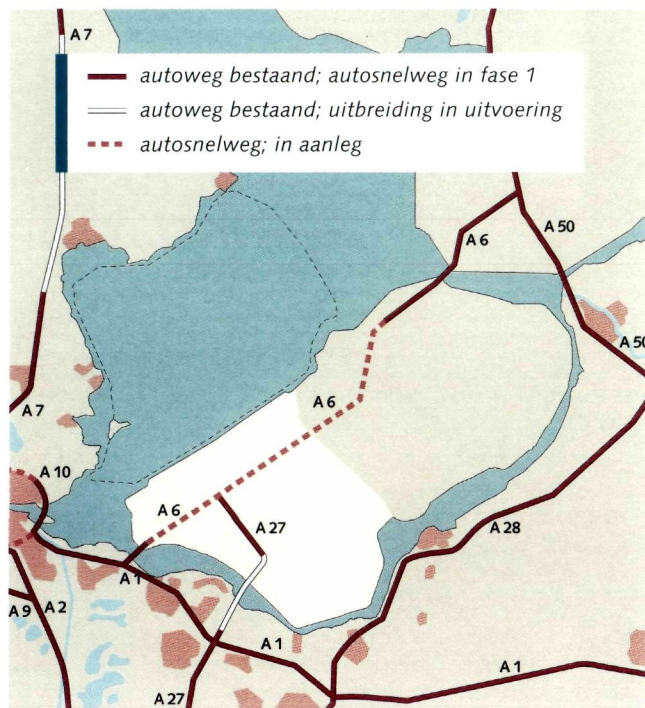 A 7
autoweg bestaand; autosnelweg in fase 1
autoweg bestaand; uitbreiding in uitvoering
autosnelweg; in aanleg
A 6
A 50
A 50
A 7
A 6
A 10
A 6
A 27
A 28
A 1
A 9
A 2
A 1
A 1
A 27